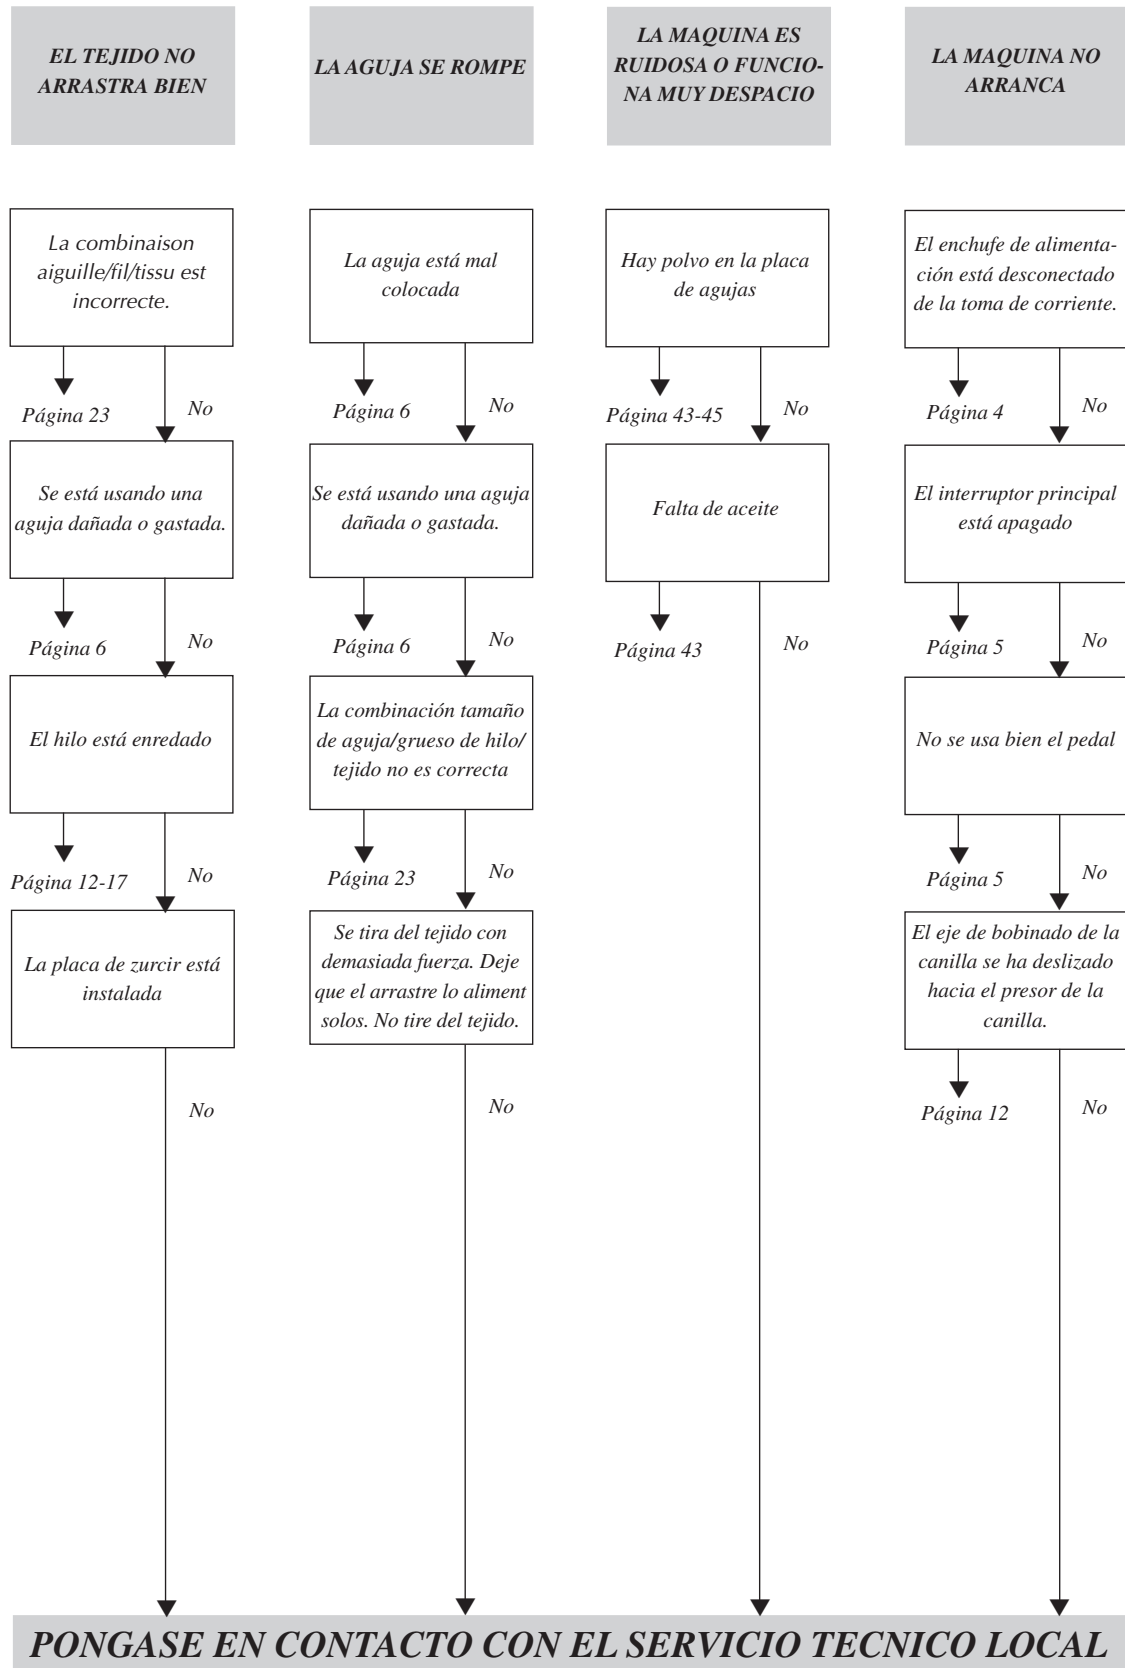 EL TEJIDO NO
ARRASTRA BIEN
La combinaison
aiguille/fil/tissu est
incorrecte.
Página 23
No
Se está usando una
aguja dañada o gastada.
Página 6
No
El hilo está enredado
Página 12-17
No
La placa de zurcir está
instalada
No
LA AGUJA SE ROMPE
La aguja está mal
colocada
Página 6
No
Se está usando una aguja
dañada o gastada.
Página 6
No
La combinación tamaño
de aguja/grueso de hilo/
tejido no es correcta
Página 23
No
Se tira del tejido con
demasiada fuerza. Deje
que el arrastre lo aliment
solos. No tire del tejido.
No
LA MAQUINA ES
RUIDOSA O FUNCIO-
NA MUY DESPACIO
Hay polvo en la placa
de agujas
Página 43-45
No
Falta de aceite
Página 43
No
LA MAQUINA NO
ARRANCA
El enchufe de alimenta-
ción está desconectado
de la toma de corriente.
Página 4
No
El interruptor principal
está apagado
Página 5
No
No se usa bien el pedal
Página 5
No
El eje de bobinado de la
canilla se ha deslizado
hacia el presor de la
canilla.
Página 12
No
PONGASE EN CONTACTO CON EL SERVICIO TECNICO LOCAL